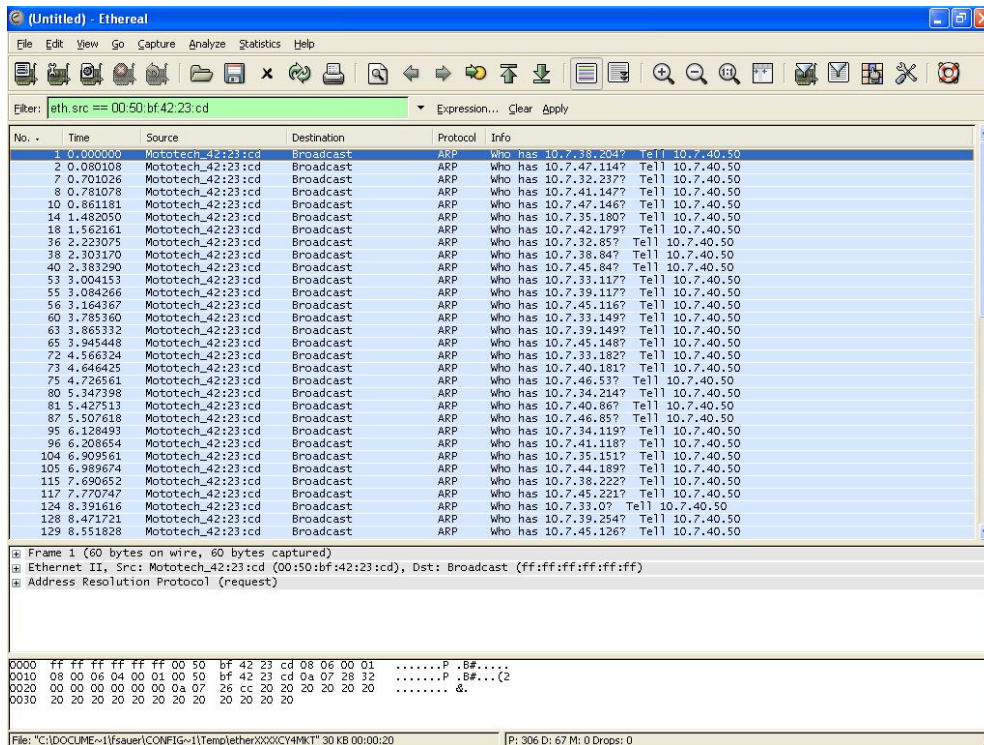 (Untitled) - Ethereal
File Edit View Go Capture Analyze Statistics Help
Filter: eth.src == 00:50:bf:42:23:cd Expression... Clear Apply
No. Time Source Destination Protocol Info
1 0.000000 Mototech_42:23:cd Broadcast ARP Who has 10.7.38.204? Tell 10.7.40.50
2 0.080108 Mototech_42:23:cd Broadcast ARP Who has 10.7.47.114? Tell 10.7.40.50
7 0.701026 Mototech_42:23:cd Broadcast ARP Who has 10.7.32.237? Tell 10.7.40.50
8 0.781078 Mototech_42:23:cd Broadcast ARP Who has 10.7.41.147? Tell 10.7.40.50
10 0.861181 Mototech_42:23:cd Broadcast ARP Who has 10.7.47.146? Tell 10.7.40.50
14 1.482050 Mototech_42:23:cd Broadcast ARP Who has 10.7.35.180? Tell 10.7.40.50
18 1.562161 Mototech_42:23:cd Broadcast ARP Who has 10.7.42.179? Tell 10.7.40.50
36 2.223075 Mototech_42:23:cd Broadcast ARP Who has 10.7.32.85? Tell 10.7.40.50
38 2.303170 Mototech_42:23:cd Broadcast ARP Who has 10.7.38.84? Tell 10.7.40.50
40 2.383290 Mototech_42:23:cd Broadcast ARP Who has 10.7.45.84? Tell 10.7.40.50
53 3.004153 Mototech_42:23:cd Broadcast ARP Who has 10.7.33.117? Tell 10.7.40.50
55 3.084266 Mototech_42:23:cd Broadcast ARP Who has 10.7.39.117? Tell 10.7.40.50
56 3.164367 Mototech_42:23:cd Broadcast ARP Who has 10.7.45.116? Tell 10.7.40.50
60 3.785360 Mototech_42:23:cd Broadcast ARP Who has 10.7.33.149? Tell 10.7.40.50
63 3.865332 Mototech_42:23:cd Broadcast ARP Who has 10.7.39.149? Tell 10.7.40.50
65 3.945448 Mototech_42:23:cd Broadcast ARP Who has 10.7.45.148? Tell 10.7.40.50
72 4.566324 Mototech_42:23:cd Broadcast ARP Who has 10.7.33.182? Tell 10.7.40.50
73 4.646425 Mototech_42:23:cd Broadcast ARP Who has 10.7.40.181? Tell 10.7.40.50
75 4.726561 Mototech_42:23:cd Broadcast ARP Who has 10.7.46.53? Tell 10.7.40.50
80 5.347398 Mototech_42:23:cd Broadcast ARP Who has 10.7.34.214? Tell 10.7.40.50
81 5.427513 Mototech_42:23:cd Broadcast ARP Who has 10.7.40.86? Tell 10.7.40.50
87 5.507618 Mototech_42:23:cd Broadcast ARP Who has 10.7.46.85? Tell 10.7.40.50
95 6.128493 Mototech_42:23:cd Broadcast ARP Who has 10.7.34.119? Tell 10.7.40.50
96 6.208654 Mototech_42:23:cd Broadcast ARP Who has 10.7.41.118? Tell 10.7.40.50
104 6.909561 Mototech_42:23:cd Broadcast ARP Who has 10.7.35.151? Tell 10.7.40.50
105 6.989674 Mototech_42:23:cd Broadcast ARP Who has 10.7.44.189? Tell 10.7.40.50
115 7.690652 Mototech_42:23:cd Broadcast ARP Who has 10.7.38.222? Tell 10.7.40.50
117 7.770747 Mototech_42:23:cd Broadcast ARP Who has 10.7.45.221? Tell 10.7.40.50
124 8.391616 Mototech_42:23:cd Broadcast ARP Who has 10.7.33.0? Tell 10.7.40.50
128 8.471721 Mototech_42:23:cd Broadcast ARP Who has 10.7.39.254? Tell 10.7.40.50
129 8.551828 Mototech_42:23:cd Broadcast ARP Who has 10.7.45.126? Tell 10.7.40.50
Frame 1 (60 bytes on wire, 60 bytes captured)
Ethernet II, Src: Mototech_42:23:cd (00:50:bf:42:23:cd), Dst: Broadcast (ff:ff:ff:ff:ff:ff)
Address Resolution Protocol (request)
0000 ff ff ff ff ff ff 00 50 bf 42 23 cd 08 06 00 01 .......P .B#.....
0010 08 00 06 04 00 01 00 50 bf 42 23 cd 0a 07 28 32 .......P .B#...(2
0020 00 00 00 00 00 00 0a 07 26 cc 20 20 20 20 20 20 ........ &.
0030 20 20 20 20 20 20 20 20 20 20 20 20
File: "C:\DOCUME~1\fsauer\CONFIG~1\Temp\etherXXXXCY4MKT" 30 KB 00:00:20 P: 306 D: 67 M: 0 Drops: 0